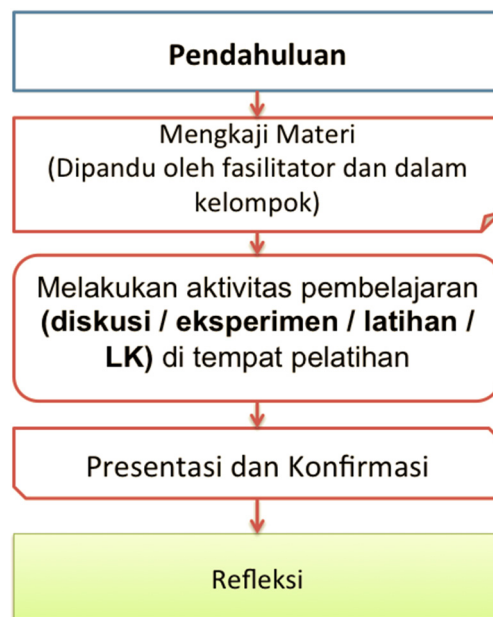 Pendahuluan
Mengkaji Materi
(Dipandu oleh fasilitator dan dalam
kelompok)
Melakukan aktivitas pembelajaran
(diskusi / eksperimen / latihan /
LK) di tempat pelatihan
Presentasi dan Konfirmasi
Refleksi